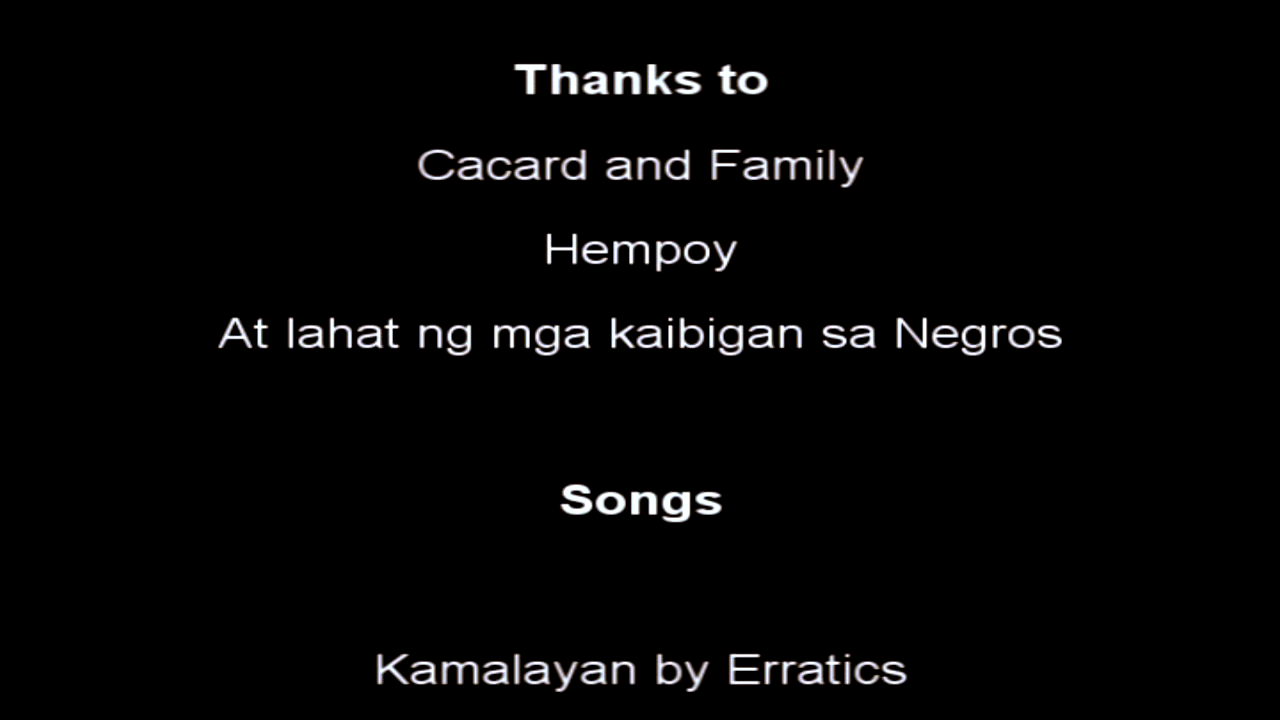 Thanks to
Cacard and Family
Hempoy
At lahat ng mga kaibigan sa Negros
Songs
Kamalayan by Erratics